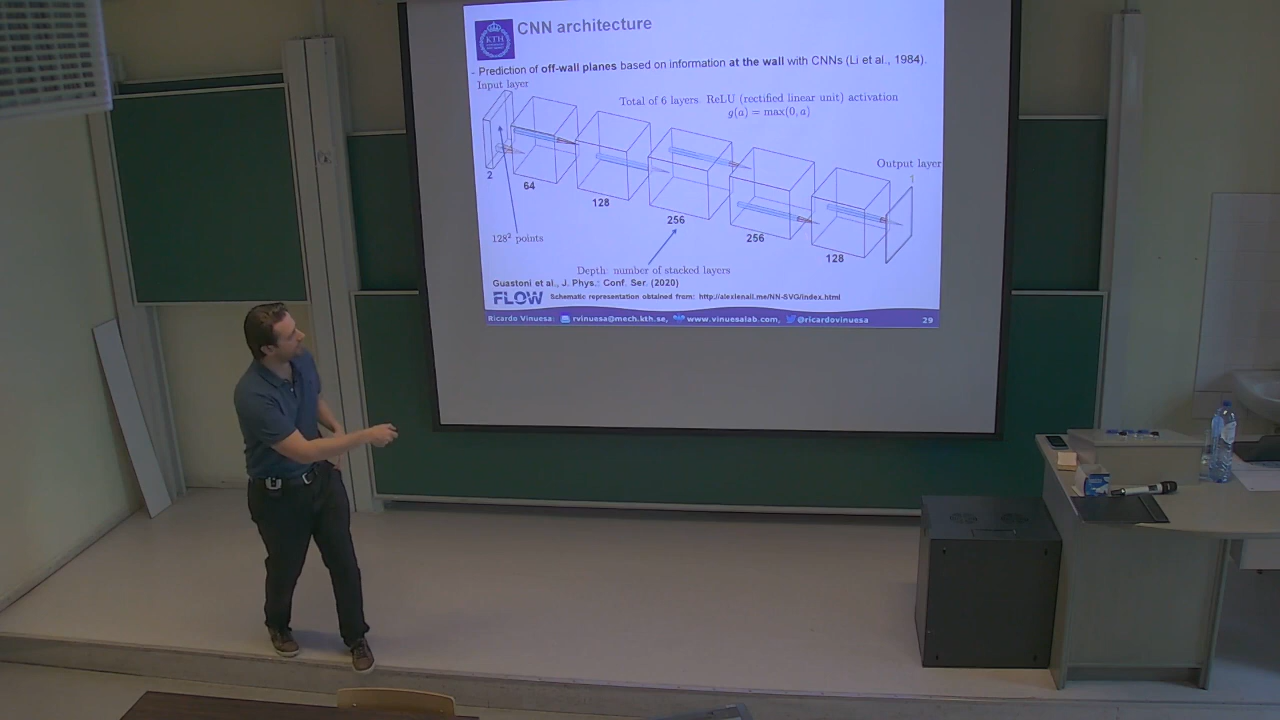 KTH
CNN architecture
- Prediction of off-wall planes based on information at the wall with CNNs (Li et al., 1984).
Input layer
Total of 6 layers. ReLU (rectified linear unit) activation
g(a) = max(0, a)
Output layer
1
2
64
128
256
256
128
128² points
Depth: number of stacked layers
Guastoni et al., J. Phys.: Conf. Ser. (2020)
FLOW Schematic representation obtained from: http://alexlenail.me/NN-SVG/index.html
Ricardo Vinuesa: rvinuesa@mech.kth.se, www.vinuesalab.com, @ricardovinuesa 29